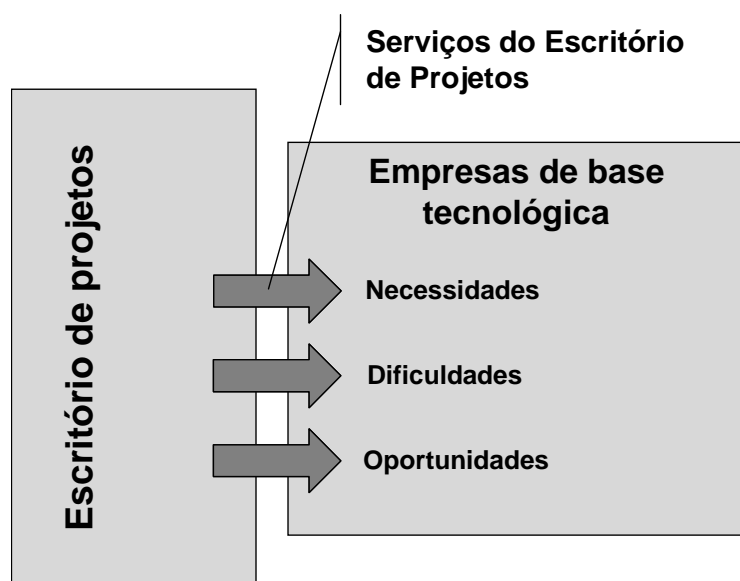 Serviços do Escritório
de Projetos
Escritório de projetos
Empresas de base
tecnológica
Necessidades
Dificuldades
Oportunidades